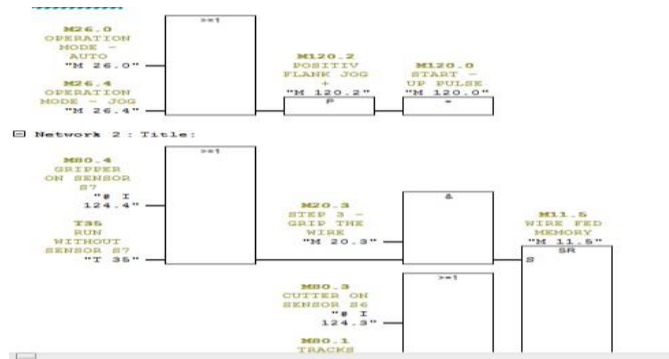 >=1
M26.0
OPERATION
MODE -
AUTO
"M 26.0"
M26.4
OPERATION
MODE - JOG
"M 26.4"
M120.2
POSITIV
FLANK JOG
+
"M 120.2"
P
M120.0
START -
UP PULSE
"M 120.0"
=
Network 2 : Title:
>=1
M80.4
GRIPPER
ON SENSOR
S7
"# I
124.4"
T35
RUN
WITHOUT
SENSOR S7
"T 35"
&
M20.3
STEP 3 -
GRIP THE
WIRE
"M 20.3"
M11.5
WIRE FED
MEMORY
"M 11.5"
SR
S
>=1
M80.3
CUTTER ON
SENSOR S6
"# I
124.3"
M80.1
TRACKS